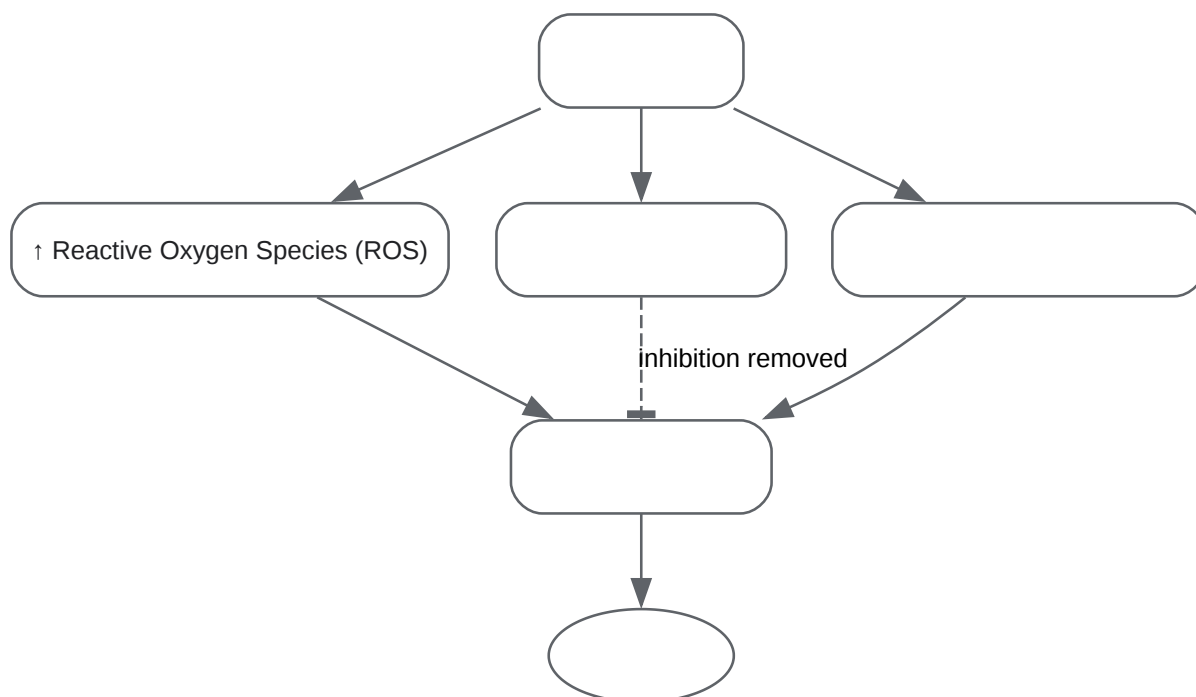 ↑ Reactive Oxygen Species (ROS)
inhibition removed